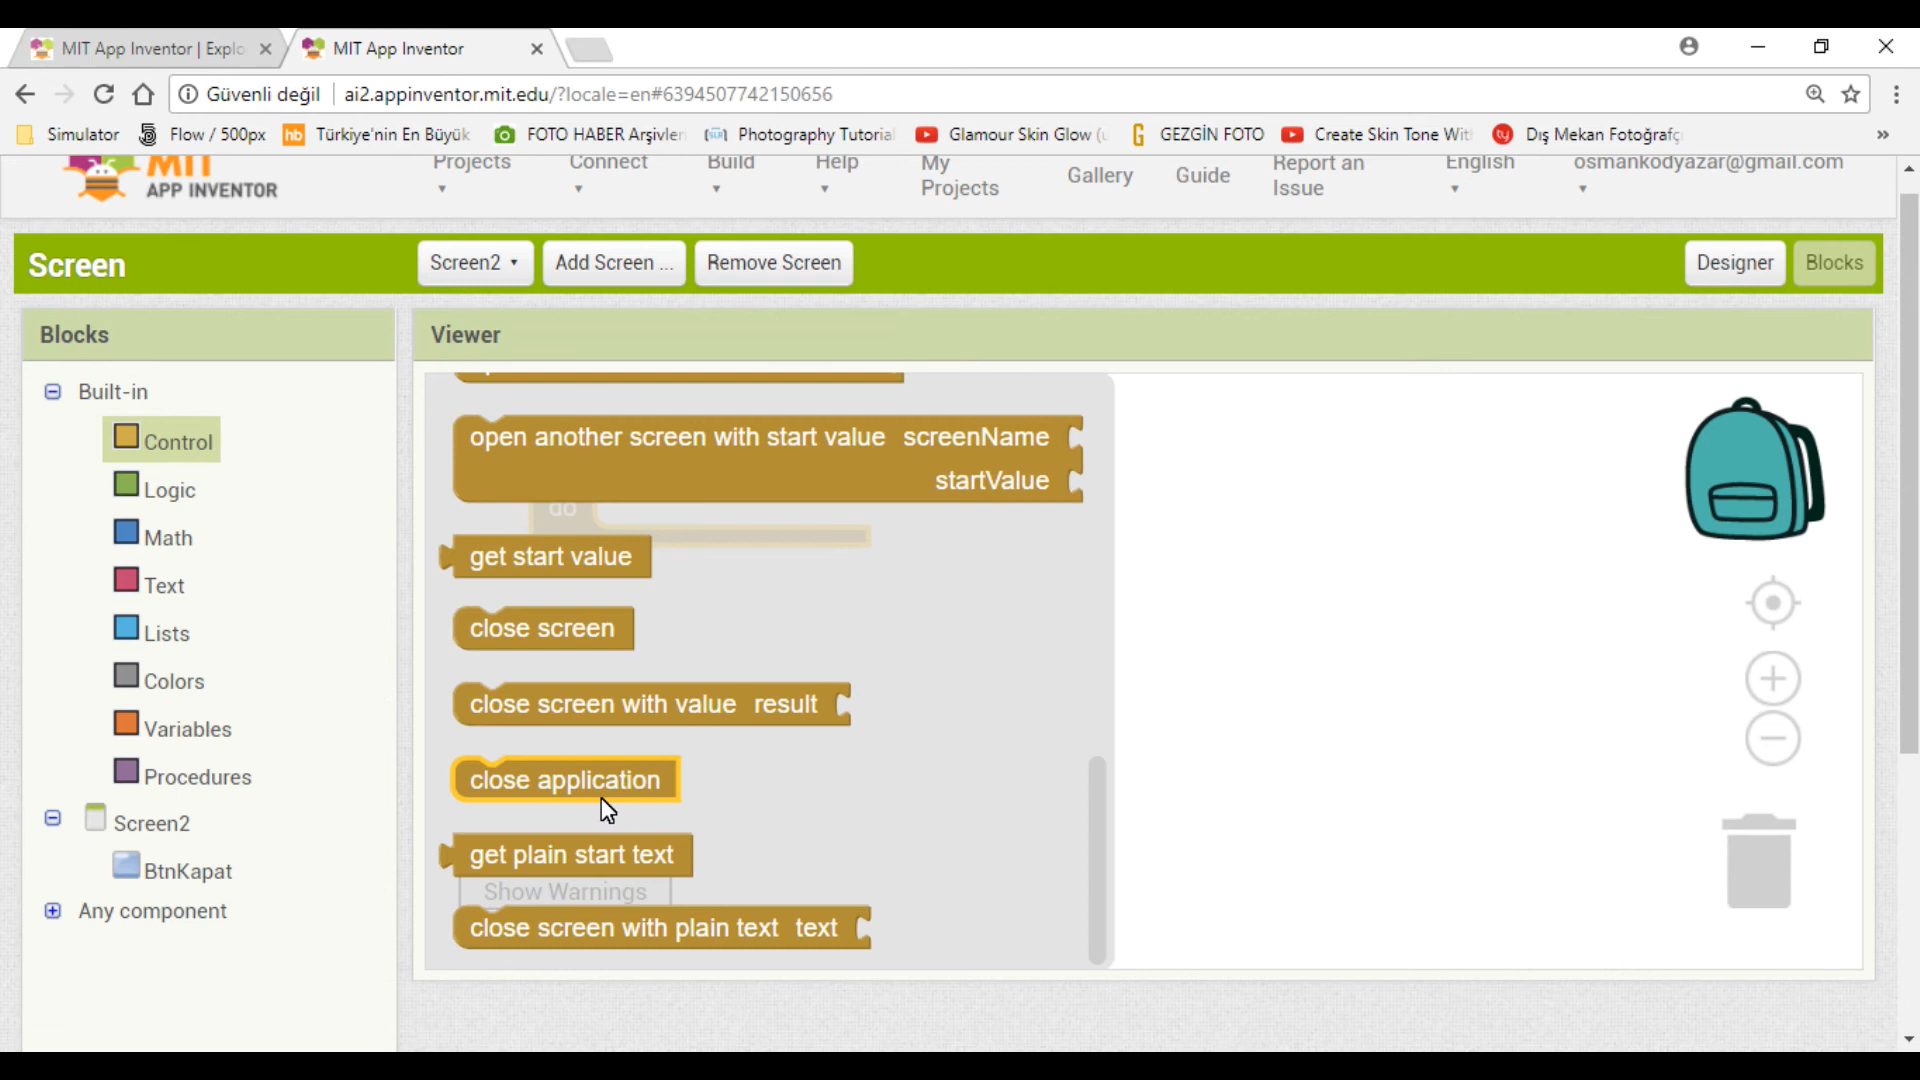 MIT App Inventor | Explo
MIT App Inventor
Güvenli değil
ai2.appinventor.mit.edu/?locale=en#6394507742150656
Simulator
Flow / 500px
hb
Türkiye'nin En Büyük
FOTO HABER Arşivler
Photography Tutorial
Glamour Skin Glow (u
GEZGİN FOTO
Create Skin Tone Wit
ty
Dış Mekan Fotoğrafç
»
MIT
APP INVENTOR
Projects
Connect
Build
Help
My
Projects
Gallery
Guide
Report an
Issue
English
osmankodyazar@gmail.com
Screen
Screen2
Add Screen ...
Remove Screen
Designer
Blocks
Blocks
Viewer
Built-in
Control
Logic
Math
Text
Lists
Colors
Variables
Procedures
Screen2
BtnKapat
Any component
open another screen with start value screenName
startValue
do
get start value
close screen
close screen with value result
close application
get plain start text
Show Warnings
close screen with plain text text